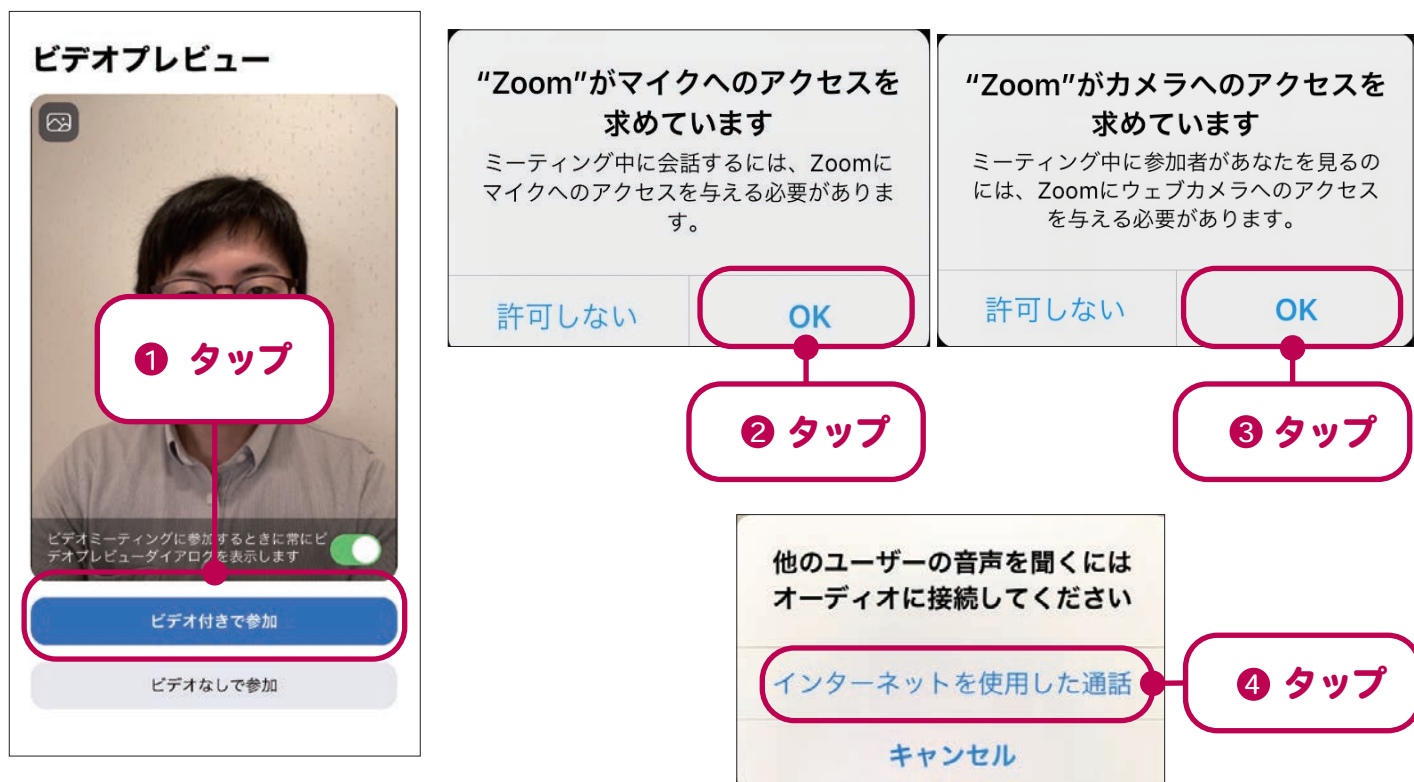 ビデオプレビュー
❶ タップ
ビデオミーティングに参加するときに常にビ
デオプレビューダイアログを表示します
ビデオ付きで参加
ビデオなしで参加
“Zoom”がマイクへのアクセスを
求めています
ミーティング中に会話するには、Zoomに
マイクへのアクセスを与える必要がありま
す。
許可しない
OK
❷ タップ
“Zoom”がカメラへのアクセスを
求めています
ミーティング中に参加者があなたを見るの
には、Zoomにウェブカメラへのアクセス
を与える必要があります。
許可しない
OK
❸ タップ
他のユーザーの音声を聞くには
オーディオに接続してください
インターネットを使用した通話
❹ タップ
キャンセル